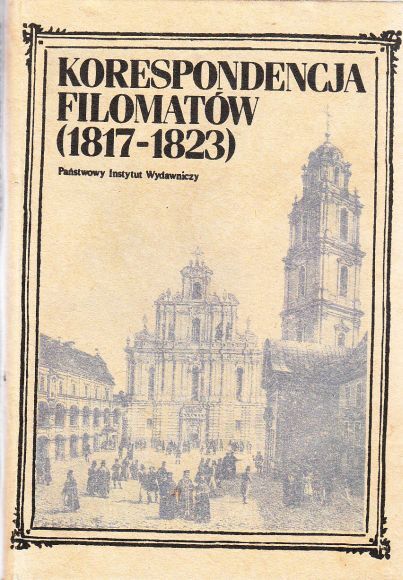 KORESPONDENCJA
FILOMATÓW
(1817-1823)
Państwowy Instytut Wydawniczy